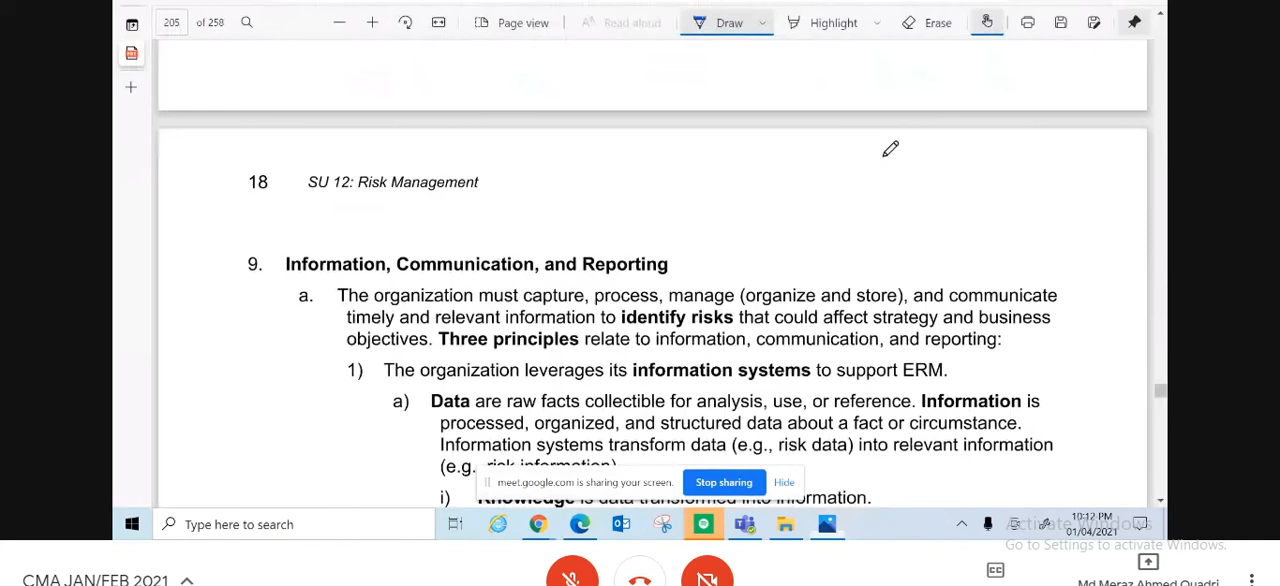 205 of 258 Page view Read aloud Draw Highlight Erase
18 SU 12: Risk Management
9. Information, Communication, and Reporting
a. The organization must capture, process, manage (organize and store), and communicate
timely and relevant information to identify risks that could affect strategy and business
objectives. Three principles relate to information, communication, and reporting:
1) The organization leverages its information systems to support ERM.
a) Data are raw facts collectible for analysis, use, or reference. Information is
processed, organized, and structured data about a fact or circumstance.
Information systems transform data (e.g., risk data) into relevant information
(e.g., risk information).
meet.google.com is sharing your screen. Stop sharing Hide
i) Knowledge is data transformed into information.
Type here to search
10:12 PM
01/04/2021
Activate Windows
Go to Settings to activate Windows.
CMA JAN/FEB 2021
Md Meraz Ahmed Quadri